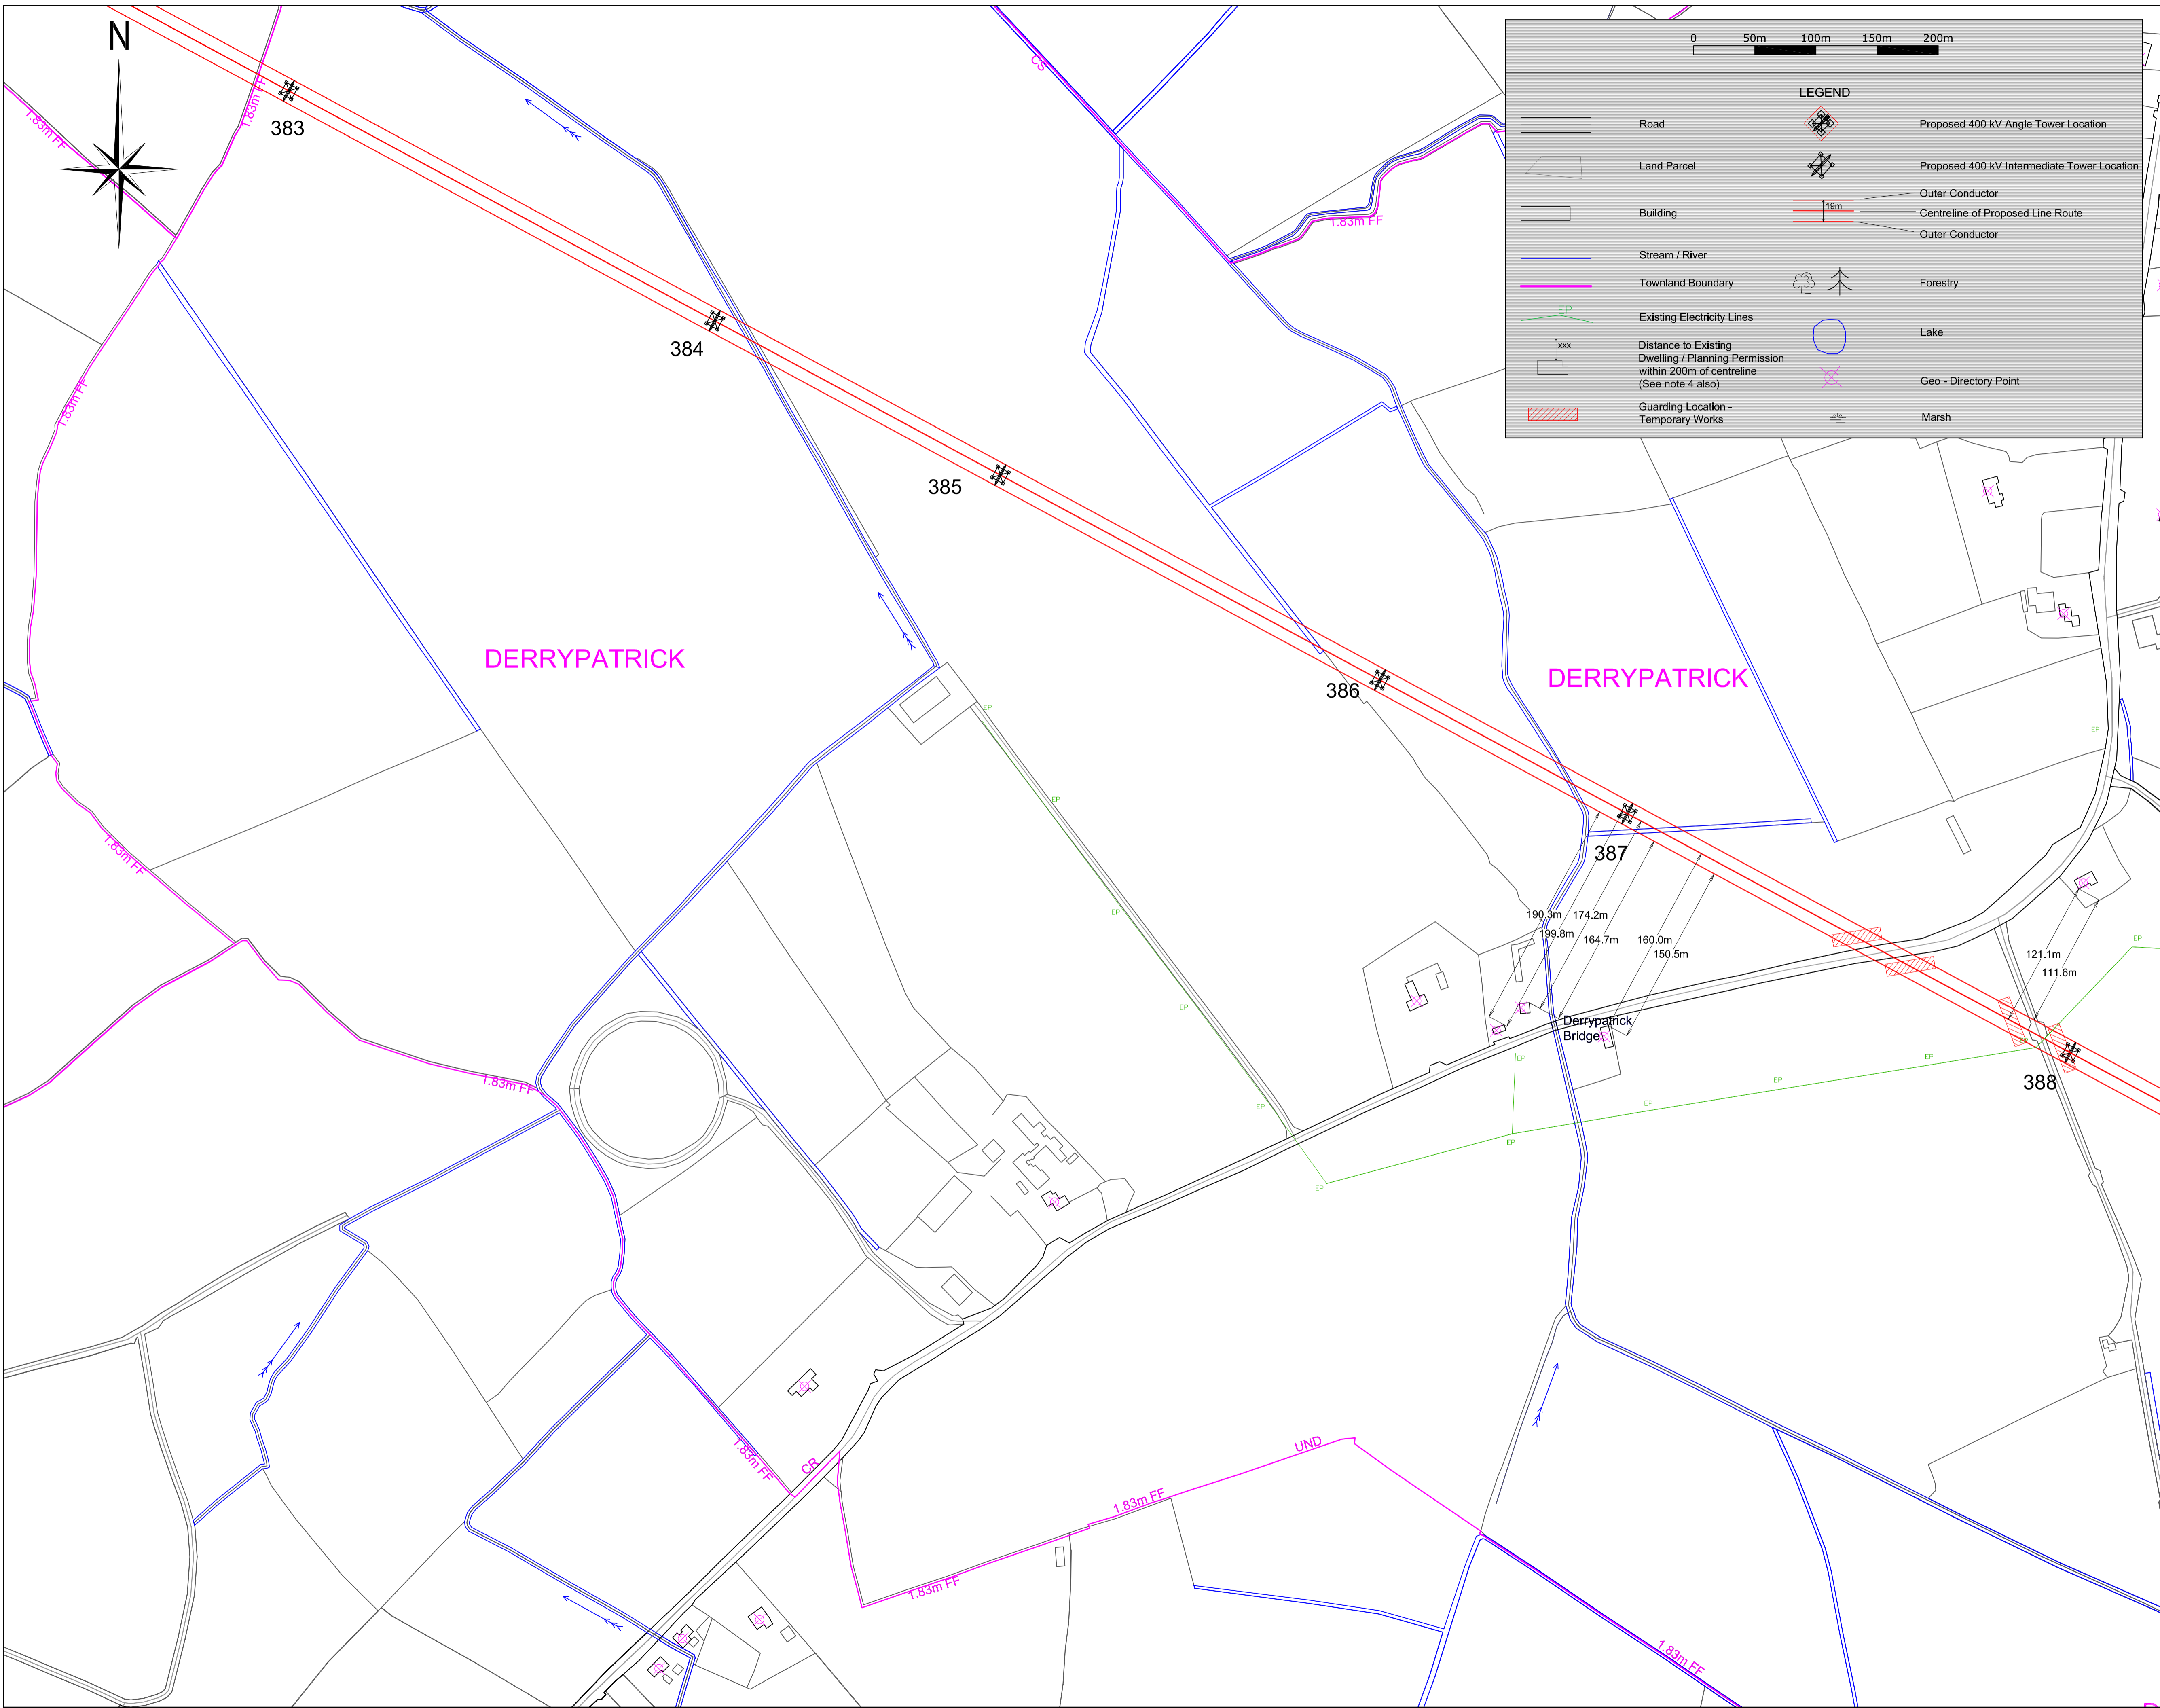 N
0 50m 100m 150m 200m
LEGEND
Road
Proposed 400 kV Angle Tower Location
Land Parcel
Proposed 400 kV Intermediate Tower Location
Building
19m
Outer Conductor
Centreline of Proposed Line Route
Outer Conductor
Stream / River
Townland Boundary
Forestry
EP
Existing Electricity Lines
Lake
xxx
Distance to Existing
Dwelling / Planning Permission
within 200m of centreline
(See note 4 also)
Geo - Directory Point
Guarding Location -
Temporary Works
Marsh
CS
1.83m FF
1.83m FF
383
1.83m FF
384
1.83m FF
385
DERRYPATRICK
386
DERRYPATRICK
EP
EP
EP
1.83m FF
387
190.3m
174.2m
199.8m
164.7m
160.0m
150.5m
EP
EP
121.1m
111.6m
EP
Derrypatrick
Bridge
EP
EP
EP
388
1.83m FF
EP
EP
EP
EP
EP
CR
UND
1.83m FF
1.83m FF
1.83m FF
1.83m FF